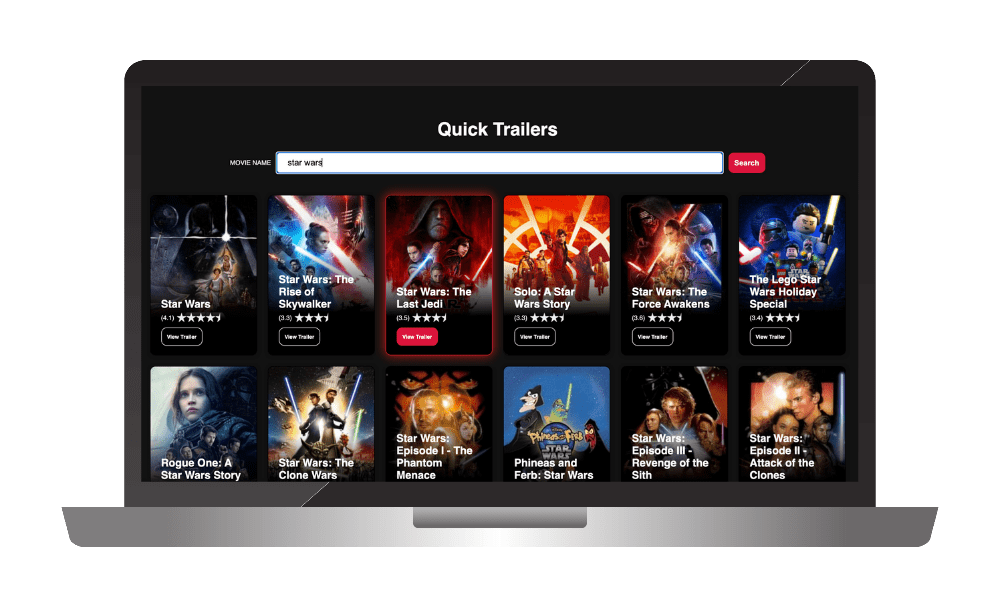 Quick Trailers
MOVIE NAME
star wars
Search
Star Wars
(4.1)
View Trailer
Star Wars: The
Rise of
Skywalker
(3.3)
View Trailer
Star Wars: The
Last Jedi
(3.5)
View Trailer
Solo: A Star
Wars Story
(3.3)
View Trailer
Star Wars: The
Force Awakens
(3.6)
View Trailer
The Lego Star
Wars Holiday
Special
(3.4)
View Trailer
Rogue One: A
Star Wars Story
Star Wars: The
Clone Wars
Star Wars:
Episode I - The
Phantom
Menace
Phineas and Ferb
STAR WARS
Phineas and
Ferb: Star Wars
Star Wars:
Episode III -
Revenge of the
Sith
Star Wars:
Episode II -
Attack of the
Clones